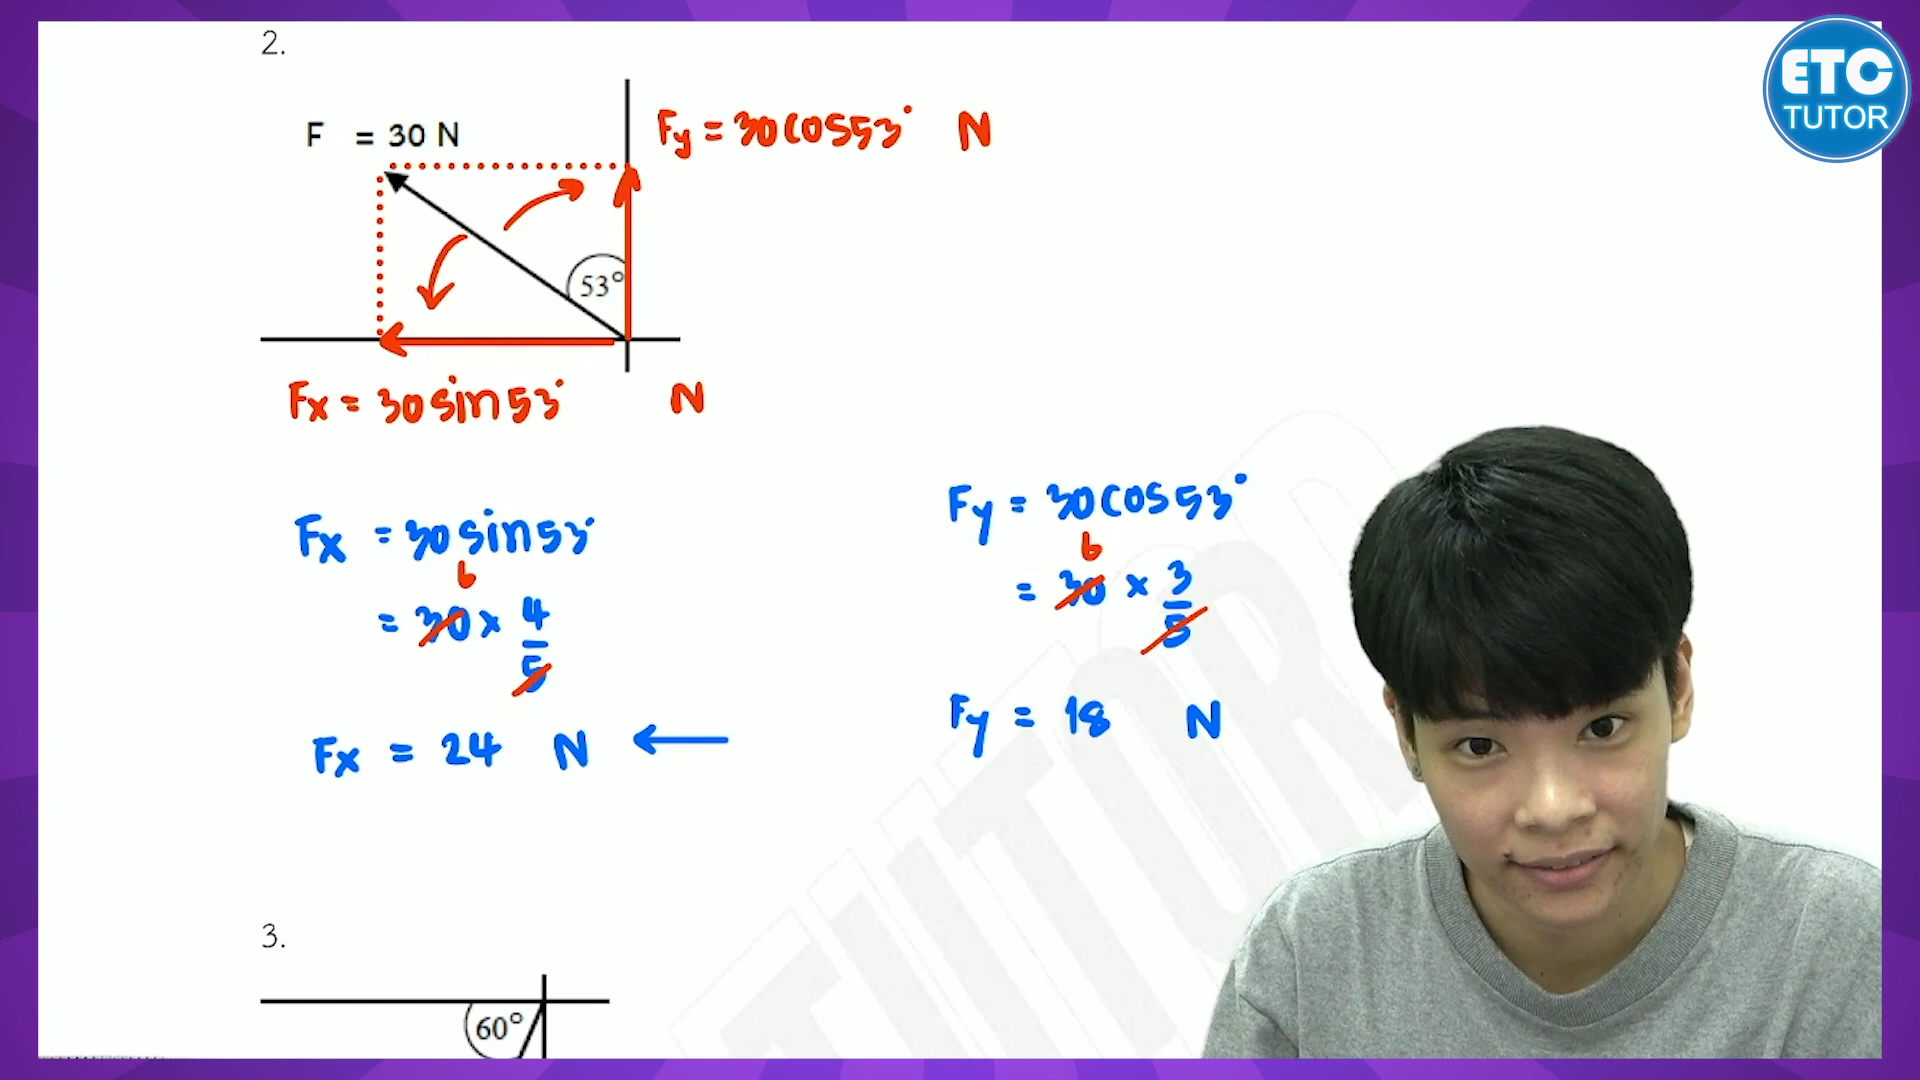 ETC
TUTOR
2.
F = 30 N
Fy = 30cos53° N
53°
Fx = 30sin53° N
Fx = 30sin53°
6
= 30 × 4/5
Fx = 24 N ←
Fy = 30cos53°
6
= 30 × 3/5
Fy = 18 N
TUTOR
3.
60°